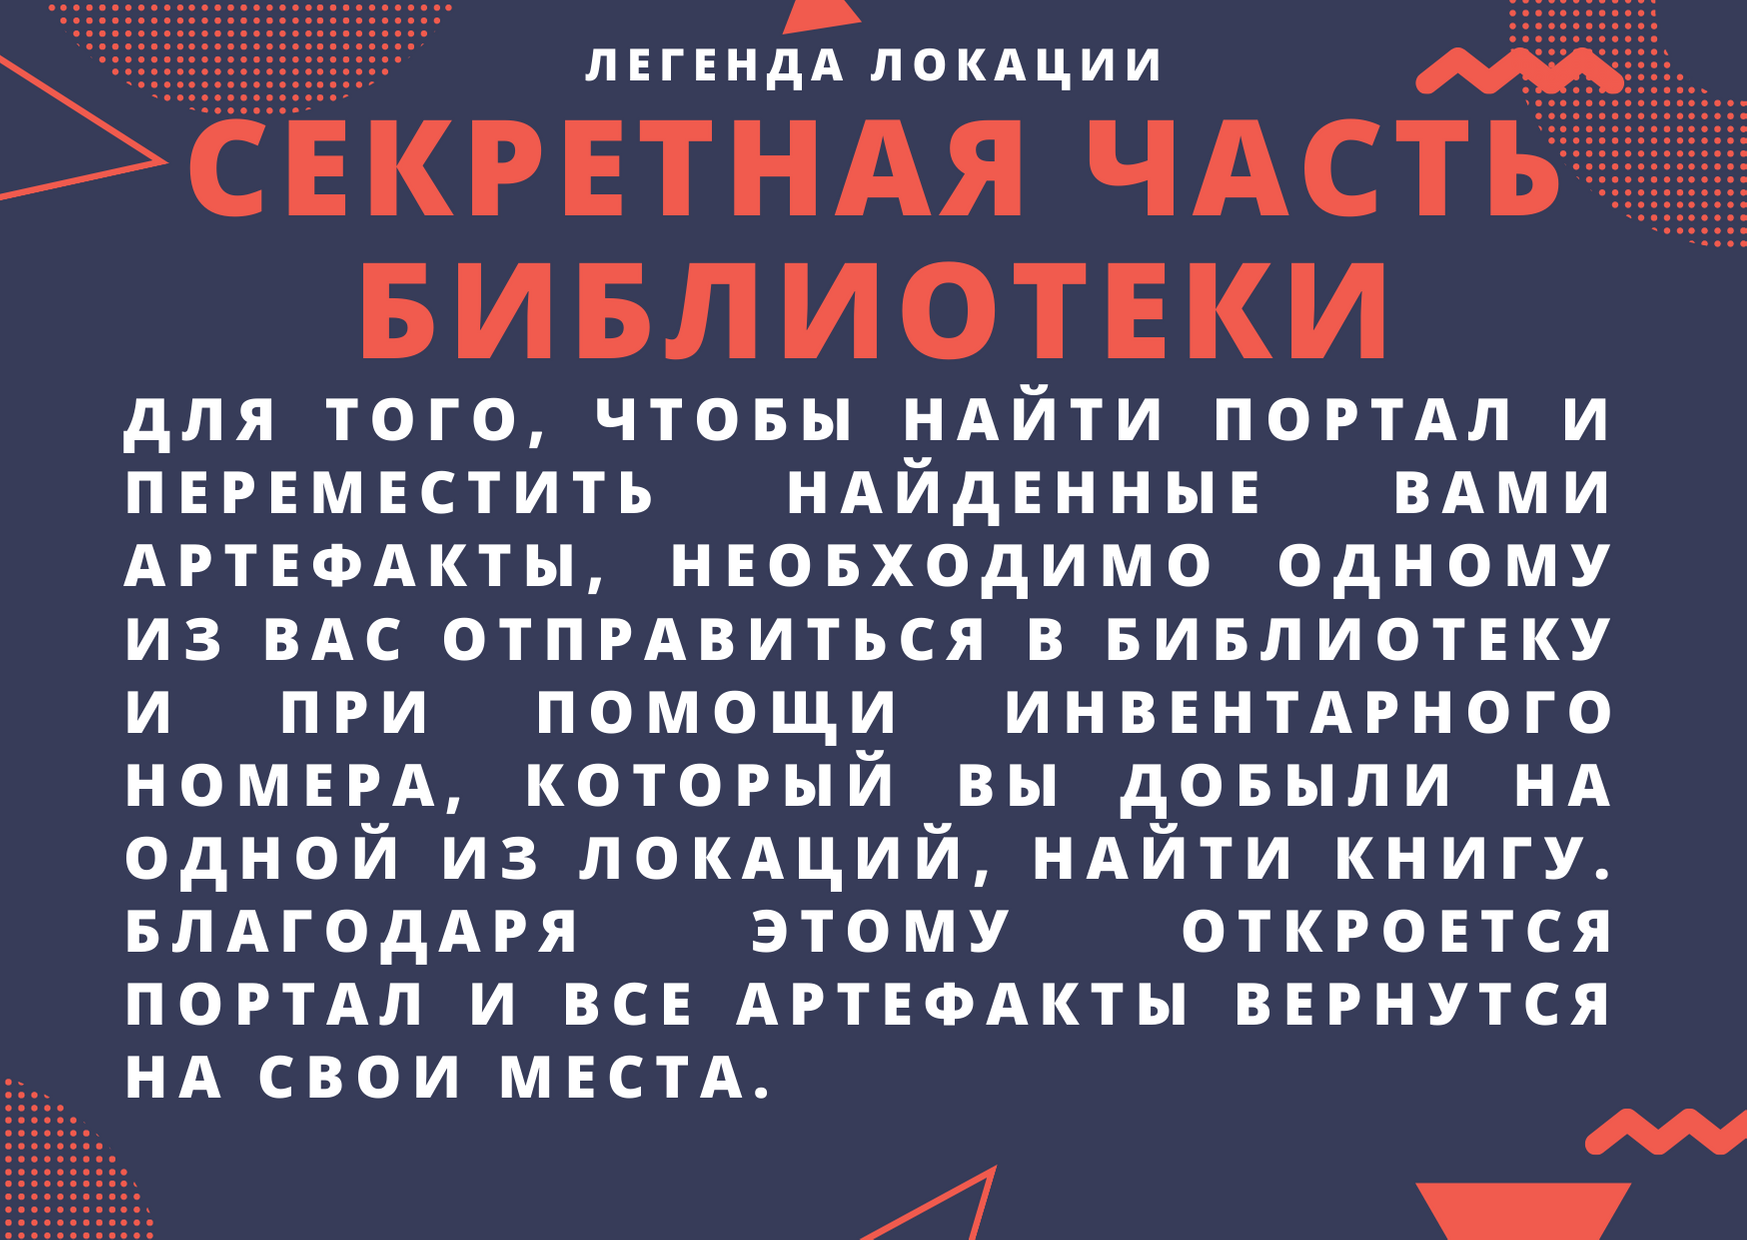 ЛЕГЕНДА ЛОКАЦИИ
СЕКРЕТНАЯ ЧАСТЬ
БИБЛИОТЕКИ
ДЛЯ ТОГО, ЧТОБЫ НАЙТИ ПОРТАЛ И
ПЕРЕМЕСТИТЬ НАЙДЕННЫЕ ВАМИ
АРТЕФАКТЫ, НЕОБХОДИМО ОДНОМУ
ИЗ ВАС ОТПРАВИТЬСЯ В БИБЛИОТЕКУ
И ПРИ ПОМОЩИ ИНВЕНТАРНОГО
НОМЕРА, КОТОРЫЙ ВЫ ДОБЫЛИ НА
ОДНОЙ ИЗ ЛОКАЦИЙ, НАЙТИ КНИГУ.
БЛАГОДАРЯ ЭТОМУ ОТКРОЕТСЯ
ПОРТАЛ И ВСЕ АРТЕФАКТЫ ВЕРНУТСЯ
НА СВОИ МЕСТА.